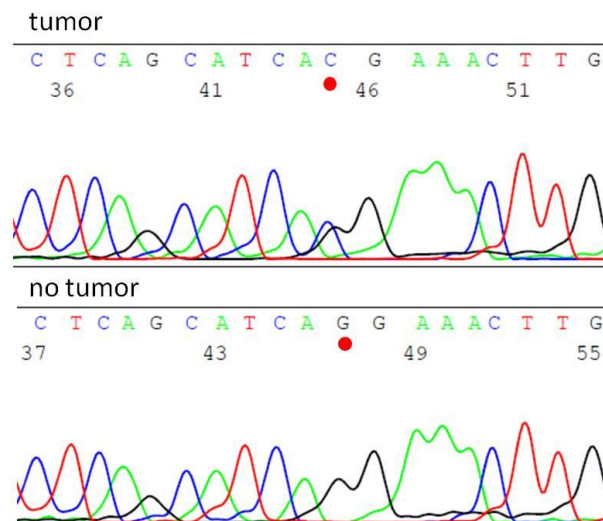 tumor
C T C A G C A T C A C G A A A C T T G
36 41 46 51
no tumor
C T C A G C A T C A G G A A A C T T G
37 43 49 55